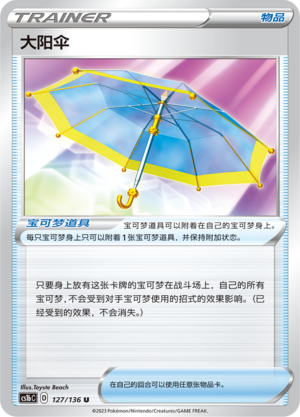 TRAINER
物品
大阳伞
宝可梦道具
宝可梦道具可以附着在自己的宝可梦身上。
每只宝可梦身上只可以附着1张宝可梦道具，并保持附加状态。
只要身上放有这张卡牌的宝可梦在战斗场上，自己的所有
宝可梦，不会受到对手宝可梦使用的招式的效果影响。（已
经受到的效果，不会消失。）
Illus.Toyste Beach
在自己的回合可以使用任意张物品卡。
CS1b C
D
127/136 U
©2023 Pokémon/Nintendo/Creatures/GAME FREAK.